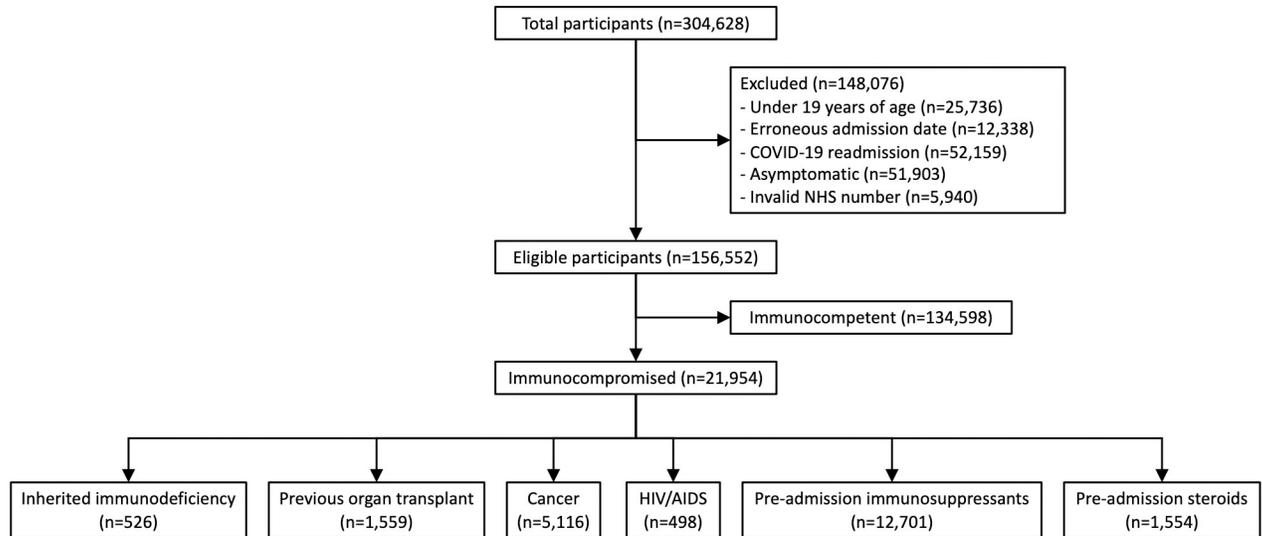 Total participants (n=304,628)
Excluded (n=148,076)
- Under 19 years of age (n=25,736)
- Erroneous admission date (n=12,338)
- COVID-19 readmission (n=52,159)
- Asymptomatic (n=51,903)
- Invalid NHS number (n=5,940)
Eligible participants (n=156,552)
Immunocompetent (n=134,598)
Immunocompromised (n=21,954)
Inherited immunodeficiency
(n=526)
Previous organ transplant
(n=1,559)
Cancer
(n=5,116)
HIV/AIDS
(n=498)
Pre-admission immunosuppressants
(n=12,701)
Pre-admission steroids
(n=1,554)